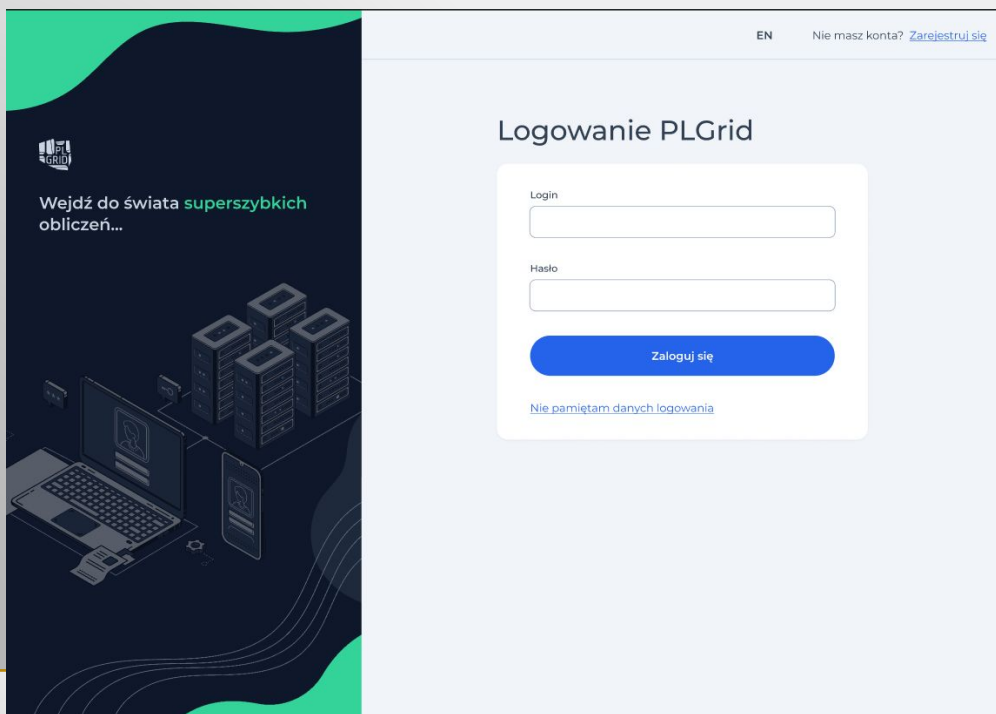 EN
Nie masz konta? Zarejestruj się
PL
GRID
Wejdź do świata superszybkich
obliczeń...
Logowanie PLGrid
Login
Hasło
Zaloguj się
Nie pamiętam danych logowania